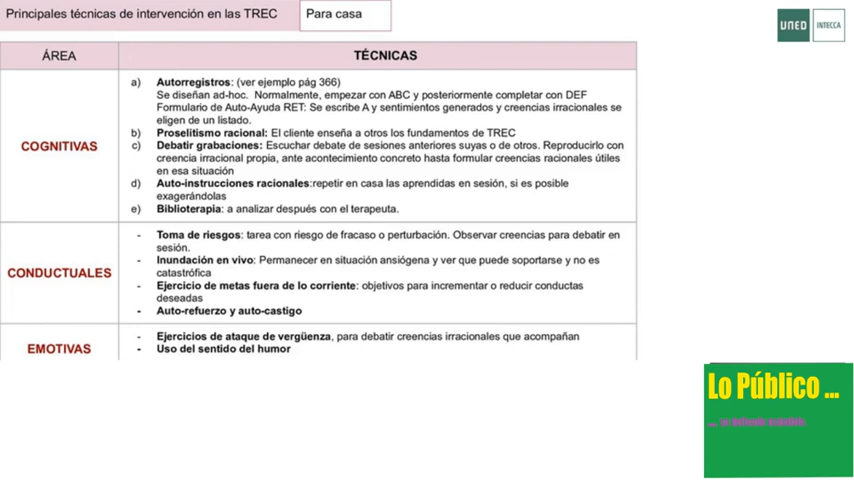 Principales técnicas de intervención en las TREC
Para casa
UNED
INTECCA
ÁREA
TÉCNICAS
COGNITIVAS
a) Autorregistros: (ver ejemplo pág 366)
Se diseñan ad-hoc. Normalmente, empezar con ABC y posteriormente completar con DEF
Formulario de Auto-Ayuda RET: Se escribe A y sentimientos generados y creencias irracionales se
eligen de un listado.
b) Proselitismo racional: El cliente enseña a otros los fundamentos de TREC
c) Debatir grabaciones: Escuchar debate de sesiones anteriores suyas o de otros. Reproducirlo con
creencia irracional propia, ante acontecimiento concreto hasta formular creencias racionales útiles
en esa situación
d) Auto-instrucciones racionales:repetir en casa las aprendidas en sesión, si es posible
exagerándolas
e) Biblioterapia: a analizar después con el terapeuta.
CONDUCTUALES
- Toma de riesgos: tarea con riesgo de fracaso o perturbación. Observar creencias para debatir en
sesión.
- Inundación en vivo: Permanecer en situación ansiógena y ver que puede soportarse y no es
catastrófica
- Ejercicio de metas fuera de lo corriente: objetivos para incrementar o reducir conductas
deseadas
- Auto-refuerzo y auto-castigo
EMOTIVAS
- Ejercicios de ataque de vergüenza, para debatir creencias irracionales que acompañan
- Uso del sentido del humor
Lo Público ...